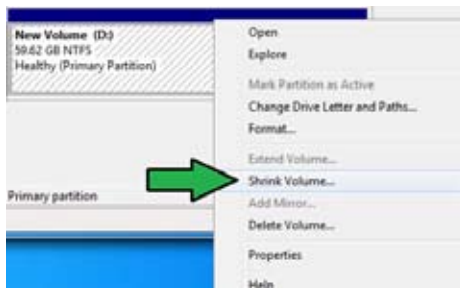 New Volume (D:)
59.62 GB NTFS
Healthy (Primary Partition)
Primary partition
Open
Explore
Mark Partition as Active
Change Drive Letter and Paths...
Format...
Extend Volume...
Shrink Volume...
Add Mirror...
Delete Volume...
Properties
Help